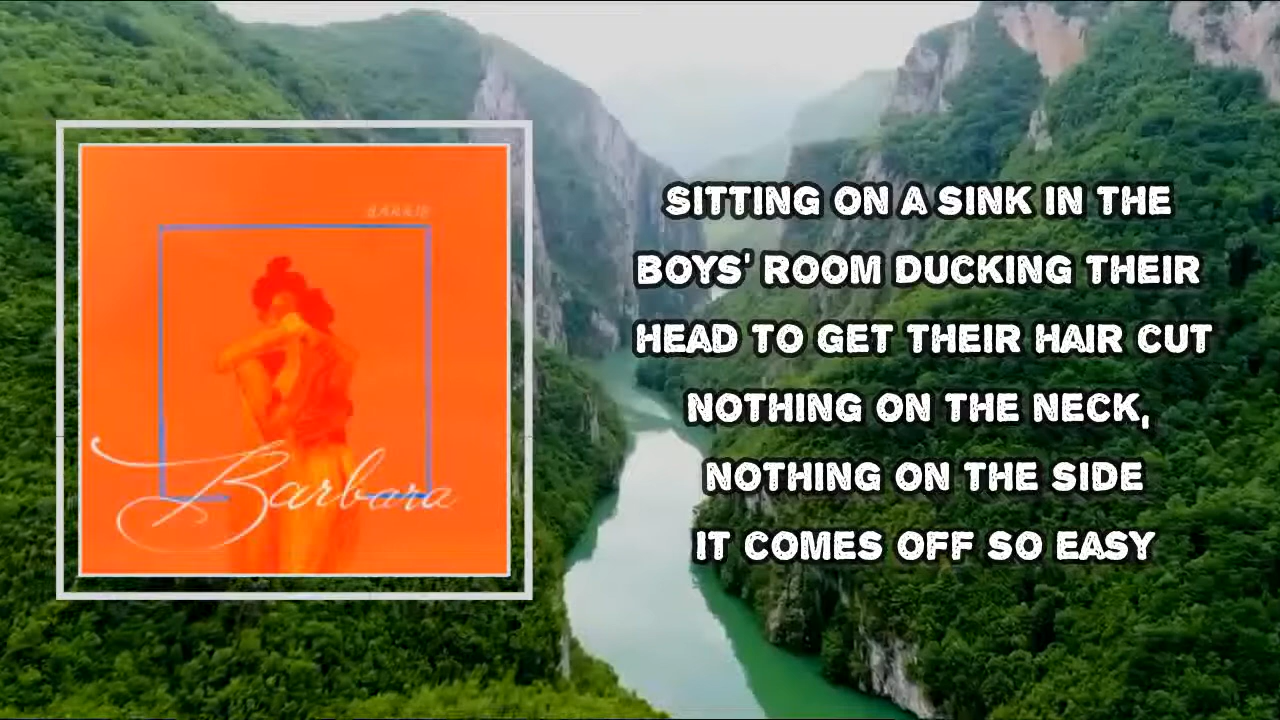 BARRIE
Barbara
SITTING ON A SINK IN THE
BOYS' ROOM DUCKING THEIR
HEAD TO GET THEIR HAIR CUT
NOTHING ON THE NECK,
NOTHING ON THE SIDE
IT COMES OFF SO EASY